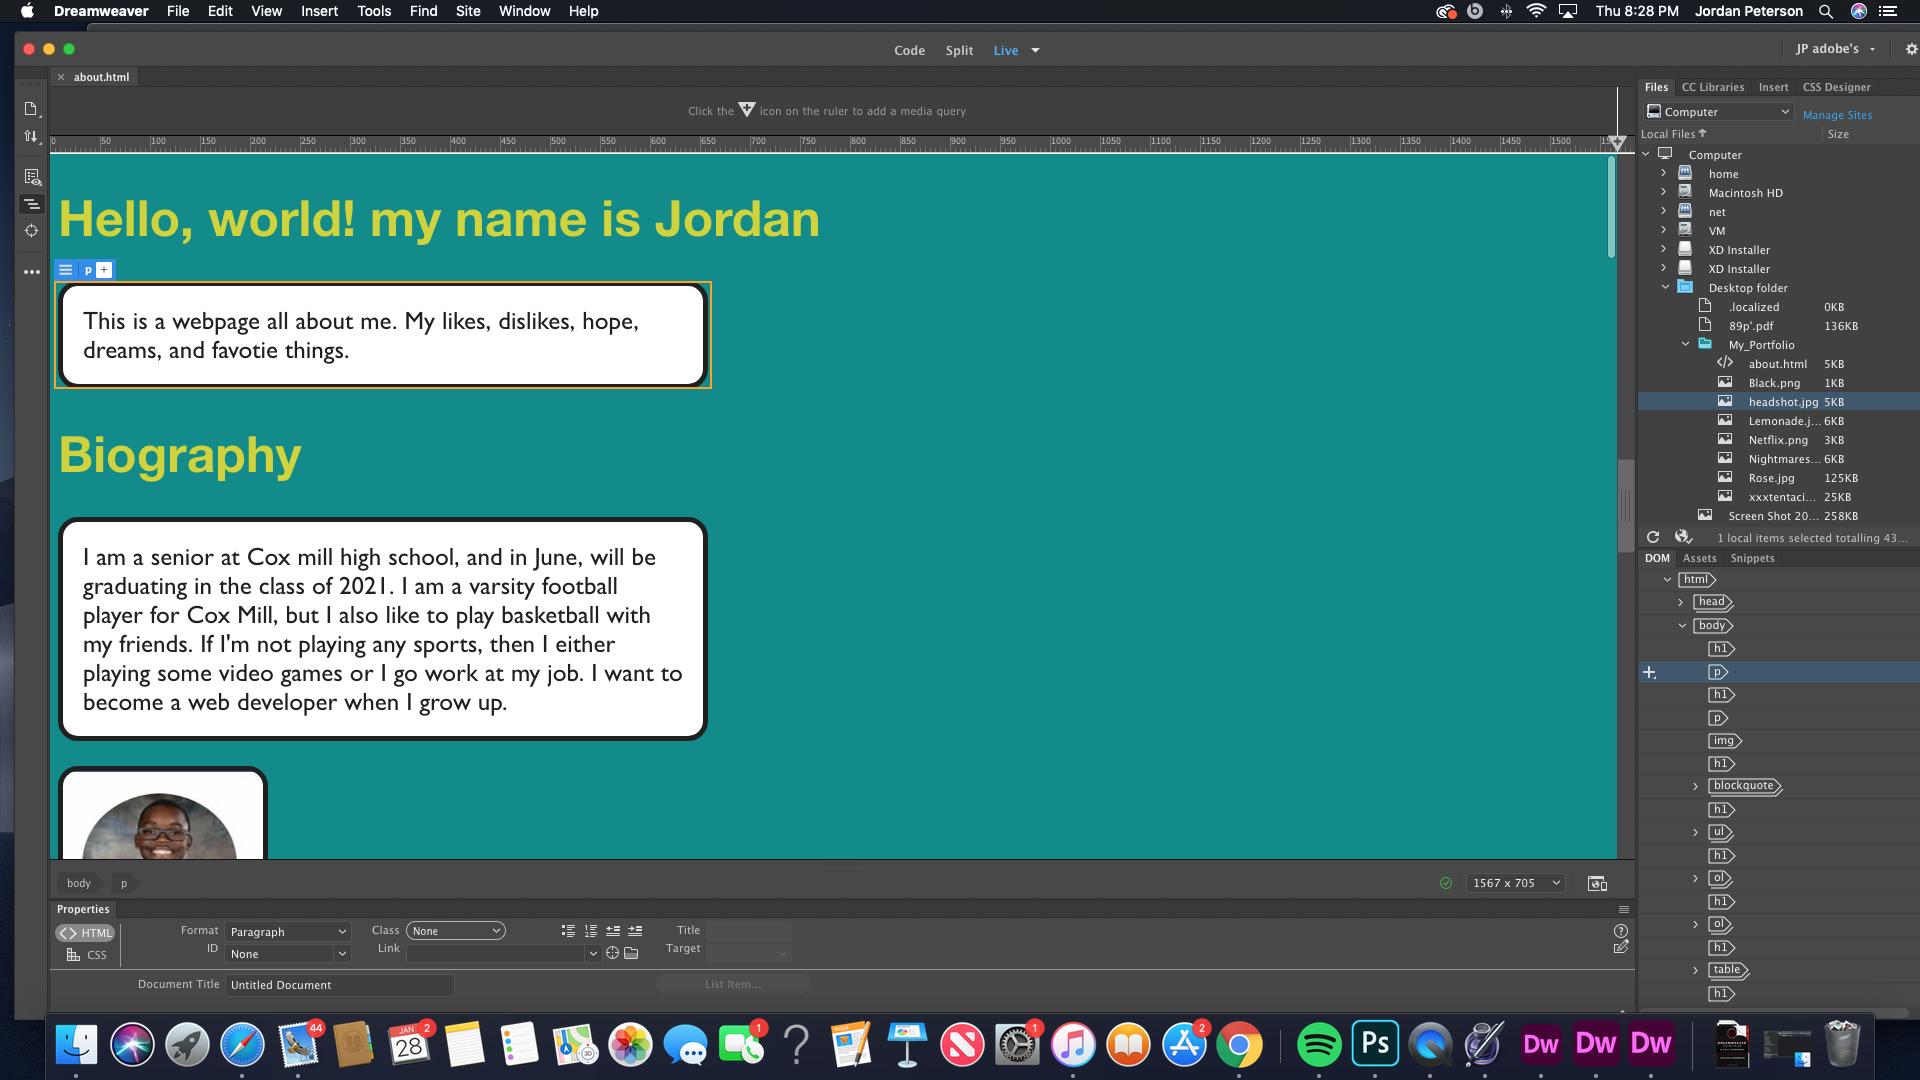 Dreamweaver File Edit View Insert Tools Find Site Window Help
Thu 8:28 PM Jordan Peterson
Code Split Live
JP adobe's
about.html
Click the icon on the ruler to add a media query
0 50 100 150 200 250 300 350 400 450 500 550 600 650 700 750 800 850 900 950 1000 1050 1100 1150 1200 1250 1300 1350 1400 1450 1500
Hello, world! my name is Jordan
p +
This is a webpage all about me. My likes, dislikes, hope,
dreams, and favotie things.
Biography
I am a senior at Cox mill high school, and in June, will be
graduating in the class of 2021. I am a varsity football
player for Cox Mill, but I also like to play basketball with
my friends. If I'm not playing any sports, then I either
playing some video games or I go work at my job. I want to
become a web developer when I grow up.
body p
1567 x 705
Properties
HTML
CSS
Format Paragraph
ID None
Class None
Link
Title
Target
Document Title Untitled Document
List Item...
Files CC Libraries Insert CSS Designer
Computer Manage Sites
Local Files Size
Computer
home
Macintosh HD
net
VM
XD Installer
XD Installer
Desktop folder
.localized 0KB
89p'.pdf 136KB
My_Portfolio
about.html 5KB
Black.png 1KB
headshot.jpg 5KB
Lemonade.j... 6KB
Netflix.png 3KB
Nightmares... 6KB
Rose.jpg 125KB
xxxtentaci... 25KB
Screen Shot 20... 258KB
1 local items selected totalling 43...
DOM Assets Snippets
html
head
body
h1
p
h1
p
img
h1
blockquote
h1
ul
h1
ol
h1
ol
h1
table
h1
44
JAN 2
28
3D
1
1
2
Ps
Dw
Dw
Dw